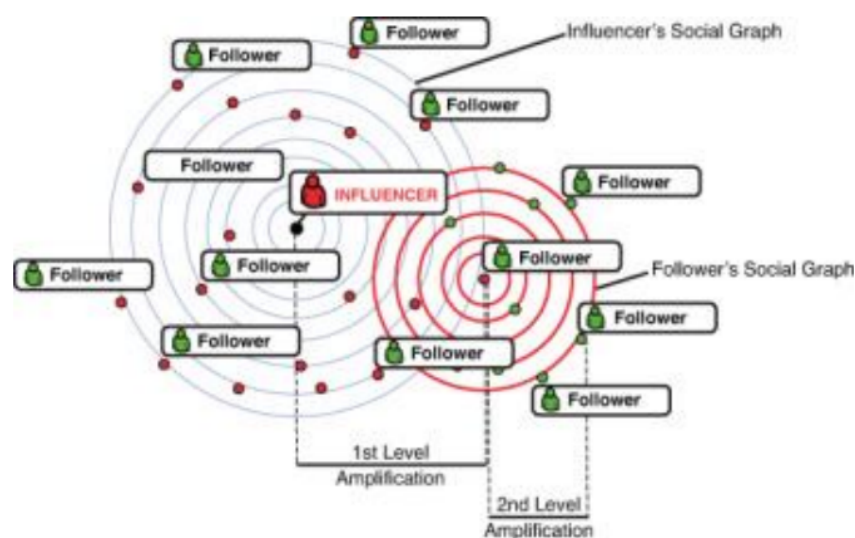 Follower
Influencer's Social Graph
Follower
Follower
Follower
INFLUENCER
Follower
Follower
Follower
Follower
Follower's Social Graph
Follower
Follower
Follower
Follower
1st Level
Amplification
2nd Level
Amplification